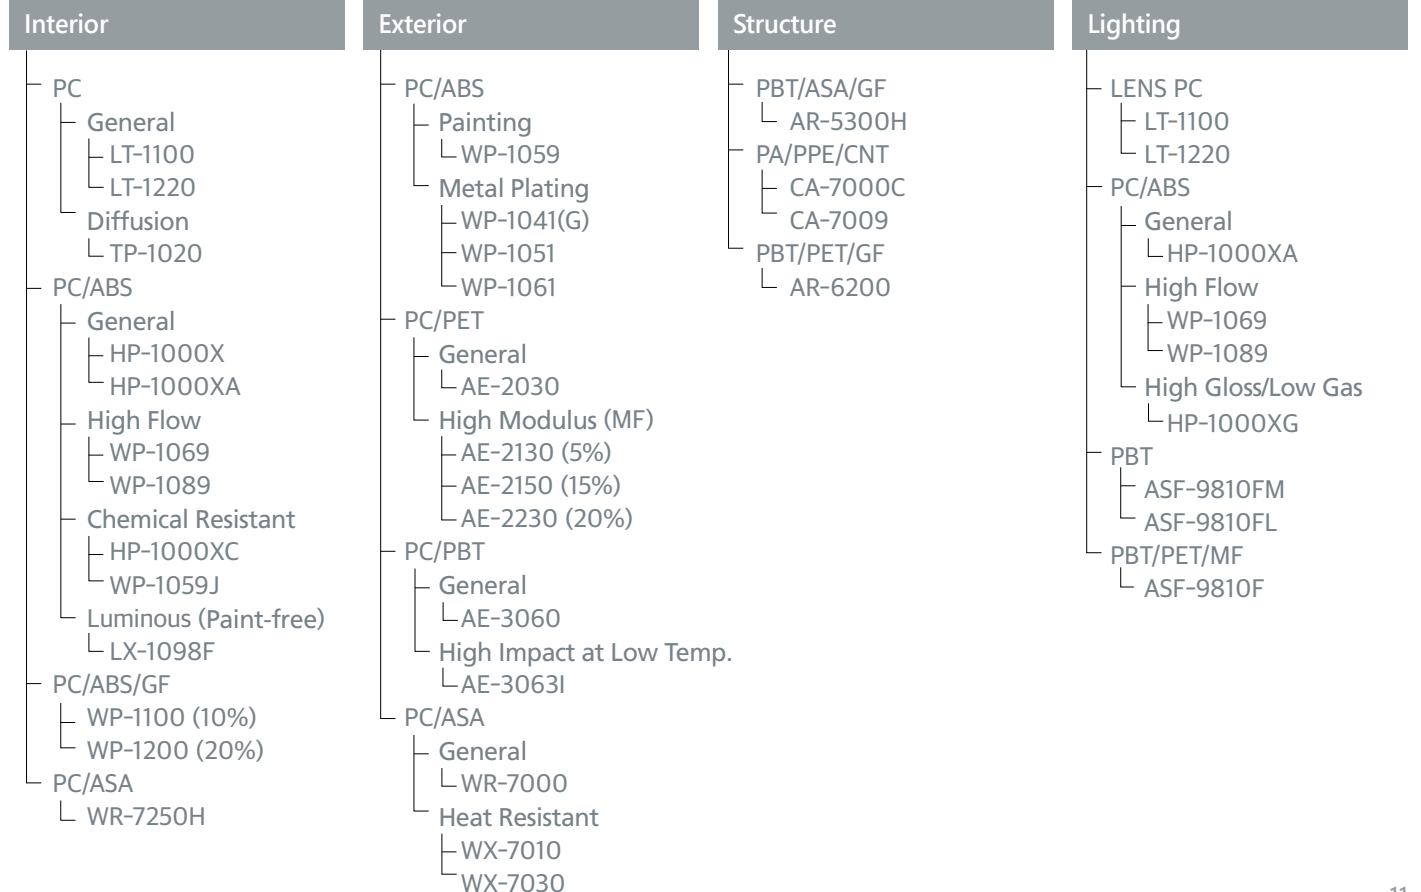 Interior
PC
General
LT-1100
LT-1220
Diffusion
TP-1020
PC/ABS
General
HP-1000X
HP-1000XA
High Flow
WP-1069
WP-1089
Chemical Resistant
HP-1000XC
WP-1059J
Luminous (Paint-free)
LX-1098F
PC/ABS/GF
WP-1100 (10%)
WP-1200 (20%)
PC/ASA
WR-7250H
Exterior
PC/ABS
Painting
WP-1059
Metal Plating
WP-1041(G)
WP-1051
WP-1061
PC/PET
General
AE-2030
High Modulus (MF)
AE-2130 (5%)
AE-2150 (15%)
AE-2230 (20%)
PC/PBT
General
AE-3060
High Impact at Low Temp.
AE-3063I
PC/ASA
General
WR-7000
Heat Resistant
WX-7010
WX-7030
Structure
PBT/ASA/GF
AR-5300H
PA/PPE/CNT
CA-7000C
CA-7009
PBT/PET/GF
AR-6200
Lighting
LENS PC
LT-1100
LT-1220
PC/ABS
General
HP-1000XA
High Flow
WP-1069
WP-1089
High Gloss/Low Gas
HP-1000XG
PBT
ASF-9810FM
ASF-9810FL
PBT/PET/MF
ASF-9810F
11